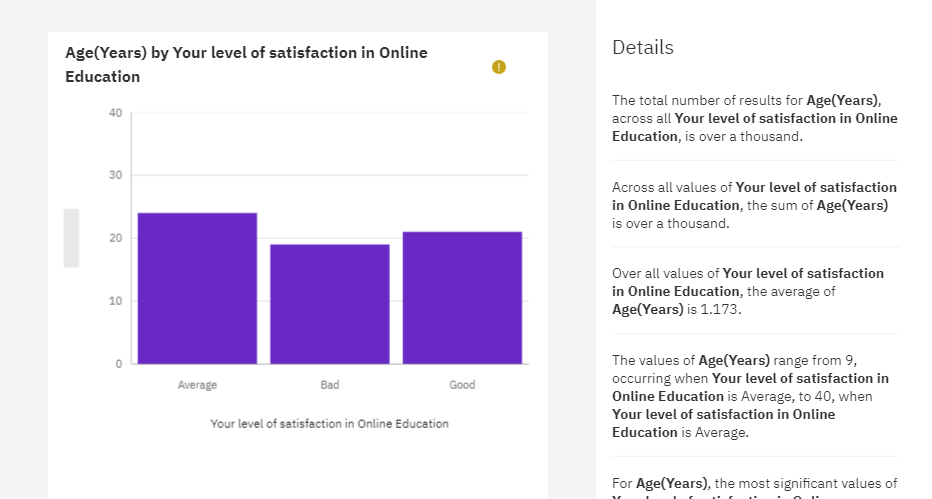 Age(Years) by Your level of satisfaction in Online
Education
!
40
30
20
10
0
Average
Bad
Good
Your level of satisfaction in Online Education
Details
The total number of results for Age(Years),
across all Your level of satisfaction in Online
Education, is over a thousand.
Across all values of Your level of satisfaction
in Online Education, the sum of Age(Years)
is over a thousand.
Over all values of Your level of satisfaction
in Online Education, the average of
Age(Years) is 1.173.
The values of Age(Years) range from 9,
occurring when Your level of satisfaction in
Online Education is Average, to 40, when
Your level of satisfaction in Online
Education is Average.
For Age(Years), the most significant values of